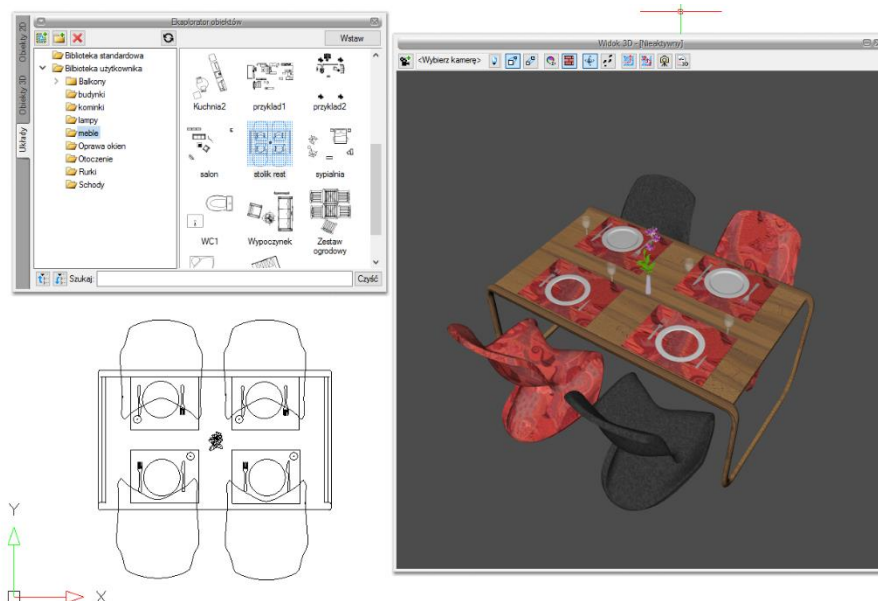 Eksplorator obiektów
Obiekty 2D
Obiekty 3D
Układy
Wstaw
Biblioteka standardowa
Bilbioteka użytkownika
Balkony
budynki
kominki
lampy
meble
Oprawa okien
Otoczenie
Rurki
Schody
Kuchnia2
przyklad1
przyklad2
salon
stolik rest
sypialnia
WC1
Wypoczynek
Zestaw
ogrodowy
Szukaj:
Czyść
Widok 3D - [Nieaktywny]
<Wybierz kamerę>
Y
X